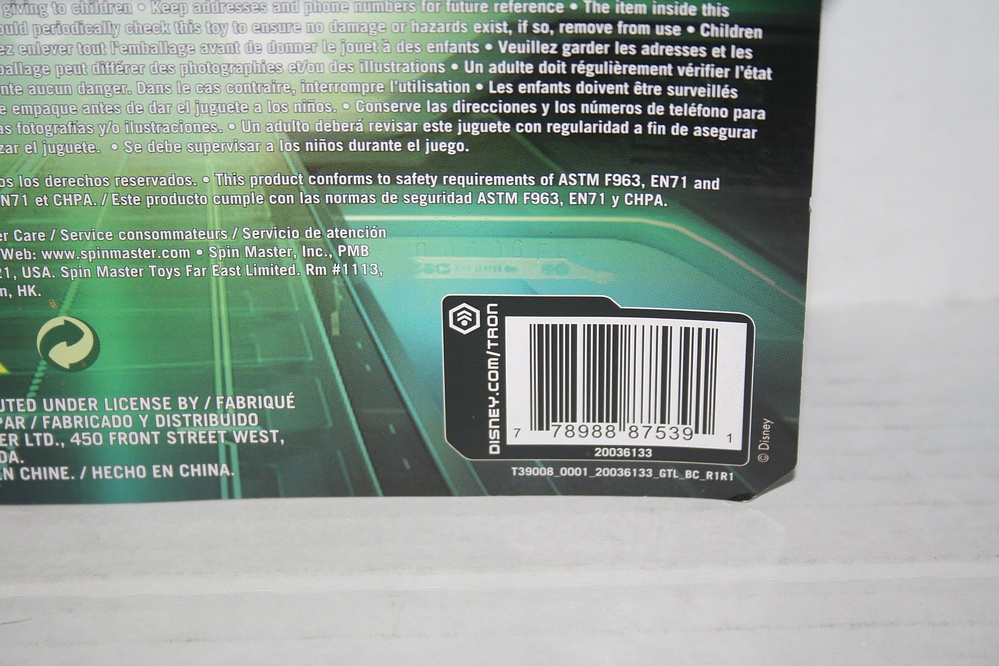 giving to children • Keep addresses and phone numbers for future reference • The item inside this
ould periodically check this toy to ensure no damage or hazards exist, if so, remove from use • Children
ez enlever tout l'emballage avant de donner le jouet à des enfants • Veuillez garder les adresses et les
ballage peut différer des photographies et/ou des illustrations • Un adulte doit régulièrement vérifier l'état
nte aucun danger. Dans le cas contraire, interrompre l'utilisation • Les enfants doivent être surveillés
e empaque antes de dar el juguete a los niños. • Conserve las direcciones y los números de teléfono para
as fotografías y/o ilustraciones. • Un adulto deberá revisar este juguete con regularidad a fin de asegurar
zar el juguete. • Se debe supervisar a los niños durante el juego.
os los derechos reservados. • This product conforms to safety requirements of ASTM F963, EN71 and
N71 et CHPA. / Este producto cumple con las normas de seguridad ASTM F963, EN71 y CHPA.
er Care / Service consommateurs / Servicio de atención
Web: www.spinmaster.com • Spin Master, Inc., PMB
21, USA. Spin Master Toys Far East Limited. Rm #1113,
n, HK.
UTED UNDER LICENSE BY / FABRIQUÉ
PAR / FABRICADO Y DISTRIBUIDO
ER LTD., 450 FRONT STREET WEST,
DA.
EN CHINE. / HECHO EN CHINA.
DISNEY.COM/TRON
7 78988 87539 1
20036133
© Disney
T39008_0001_20036133_GTL_BC_R1R1